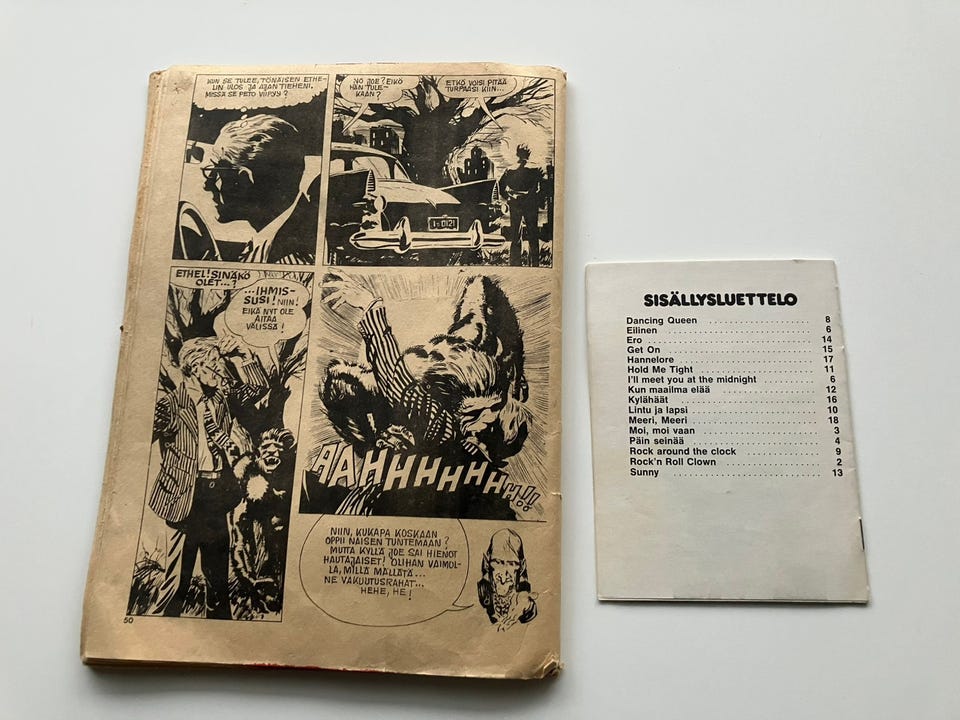 KUN SE TULEE, TÖNÄISEN ETHE-
LIN ULOS JA AJAN TIEHENI.
MISSÄ SE PETO VIIPYY?
NO JOE? EIKÖ
HÄN TULE-
KAAN?
ETKÖ VOISI PITÄÄ
TURPAASI KIIN...
1-0121
ETHEL! SINÄKÖ
OLET...?
...IHMIS-
SUSI! NIIN!
EIKÄ NYT OLE
AITAA
VÄLISSÄ!
AAHHHHHHHH!!
NIIN, KUKAPA KOSKAAN
OPPII NAISEN TUNTEMAAN?
MUTTA KYLLÄ JOE SAI HIENOT
HAUTAJAISET! OLIHAN VAIMOL-
LA, MILLÄ MÄLLÄTÄ...
NE VAKUUTUSRAHAT...
HEHE, HE!
50
SISÄLLYSLUETTELO
Dancing Queen 8
Eilinen 6
Ero 14
Get On 15
Hannelore 17
Hold Me Tight 11
I'll meet you at the midnight 6
Kun maailma elää 12
Kylähäät 16
Lintu ja lapsi 10
Meeri, Meeri 18
Moi, moi vaan 3
Päin seinää 4
Rock around the clock 9
Rock'n Roll Clown 2
Sunny 13